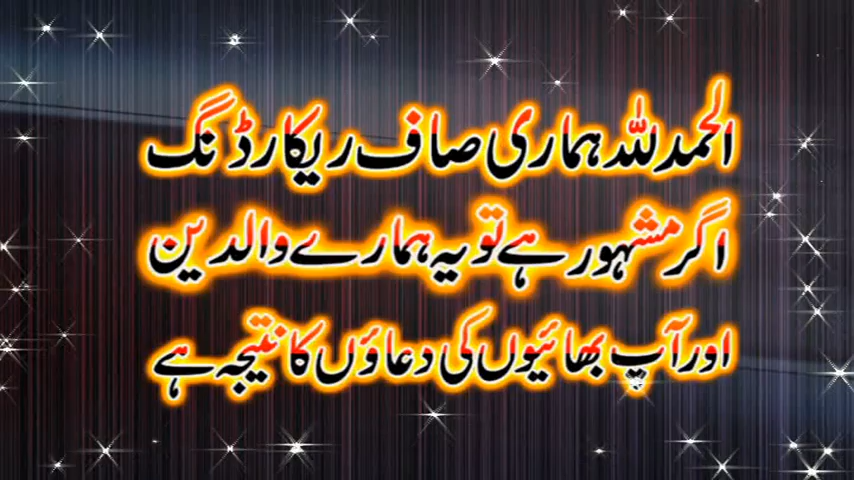 الحمدللہ ہماری صاف ریکارڈنگ
اگر مشہور ہے تو یہ ہمارے والدین
اور آپ بھائیوں کی دعاؤں کا نتیجہ ہے